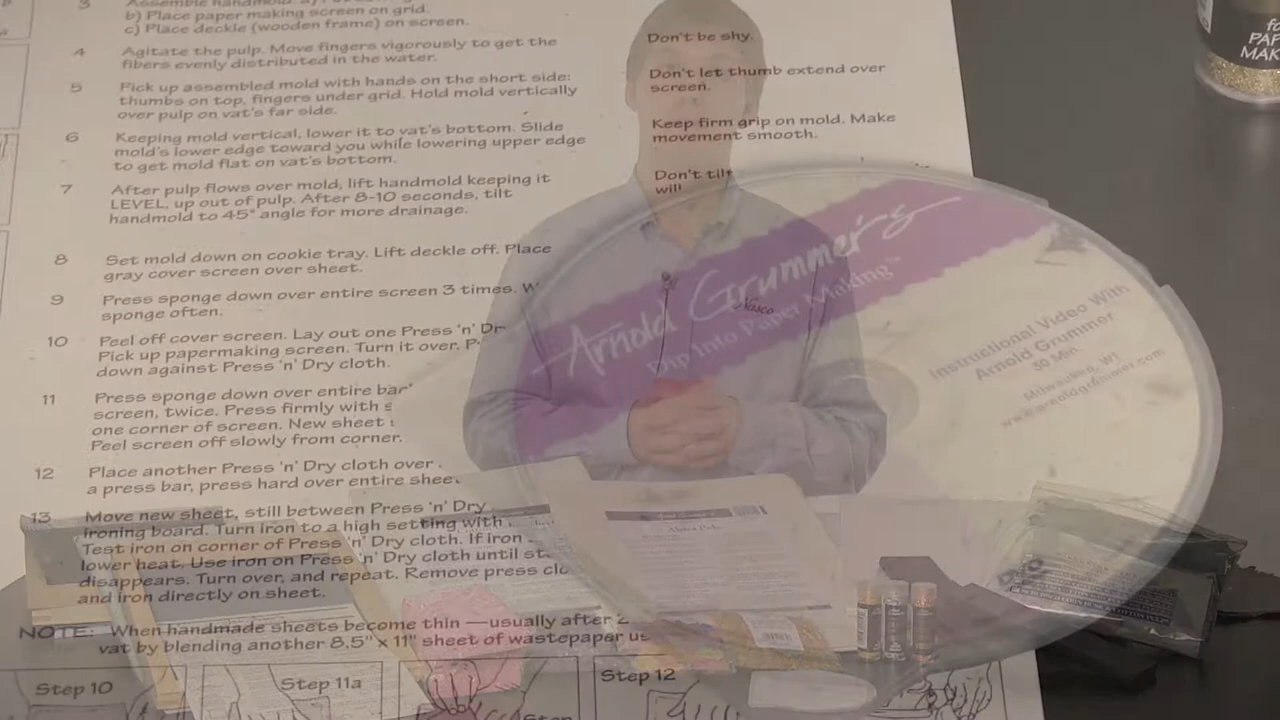 3 Assemble handmold.
b) Place paper making screen on grid.
c) Place deckle (wooden frame) on screen.
4 Agitate the pulp. Move fingers vigorously to get the
fibers evenly distributed in the water.
Don't be shy.
5 Pick up assembled mold with hands on the short side:
thumbs on top, fingers under grid. Hold mold vertically
over pulp on vat's far side.
Don't let thumb extend over
screen.
6 Keeping mold vertical, lower it to vat's bottom. Slide
mold's lower edge toward you while lowering upper edge
to get mold flat on vat's bottom.
Keep firm grip on mold. Make
movement smooth.
7 After pulp flows over mold, lift handmold keeping it
LEVEL, up out of pulp. After 8-10 seconds, tilt
handmold to 45° angle for more drainage.
Don't tilt
will
8 Set mold down on cookie tray. Lift deckle off. Place
gray cover screen over sheet.
9 Press sponge down over entire screen 3 times. W
sponge often.
10 Peel off cover screen. Lay out one Press 'n' Dr
Pick up papermaking screen. Turn it over. P
down against Press 'n' Dry cloth.
11 Press sponge down over entire bac
screen, twice. Press firmly with s
one corner of screen. New sheet
Peel screen off slowly from corner.
12 Place another Press 'n' Dry cloth over
a press bar, press hard over entire sheet
13 Move new sheet, still between Press 'n' Dry
ironing board. Turn iron to a high setting with
Test iron on corner of Press 'n' Dry cloth. If iron
lower heat. Use iron on Press 'n' Dry cloth until st
disappears. Turn over, and repeat. Remove press clo
and iron directly on sheet.
NOTE: When handmade sheets become thin —usually after 2
vat by blending another 8.5" x 11" sheet of wastepaper us
Step 10
Step 11a
Step 12
Step
Arnold Grummer's
Dip Into Paper Making™
Instructional Video With
Arnold Grummer
30 Min.
Milwaukee, WI
www.arnoldgrummer.com
Nasco
for
PAP
MAK